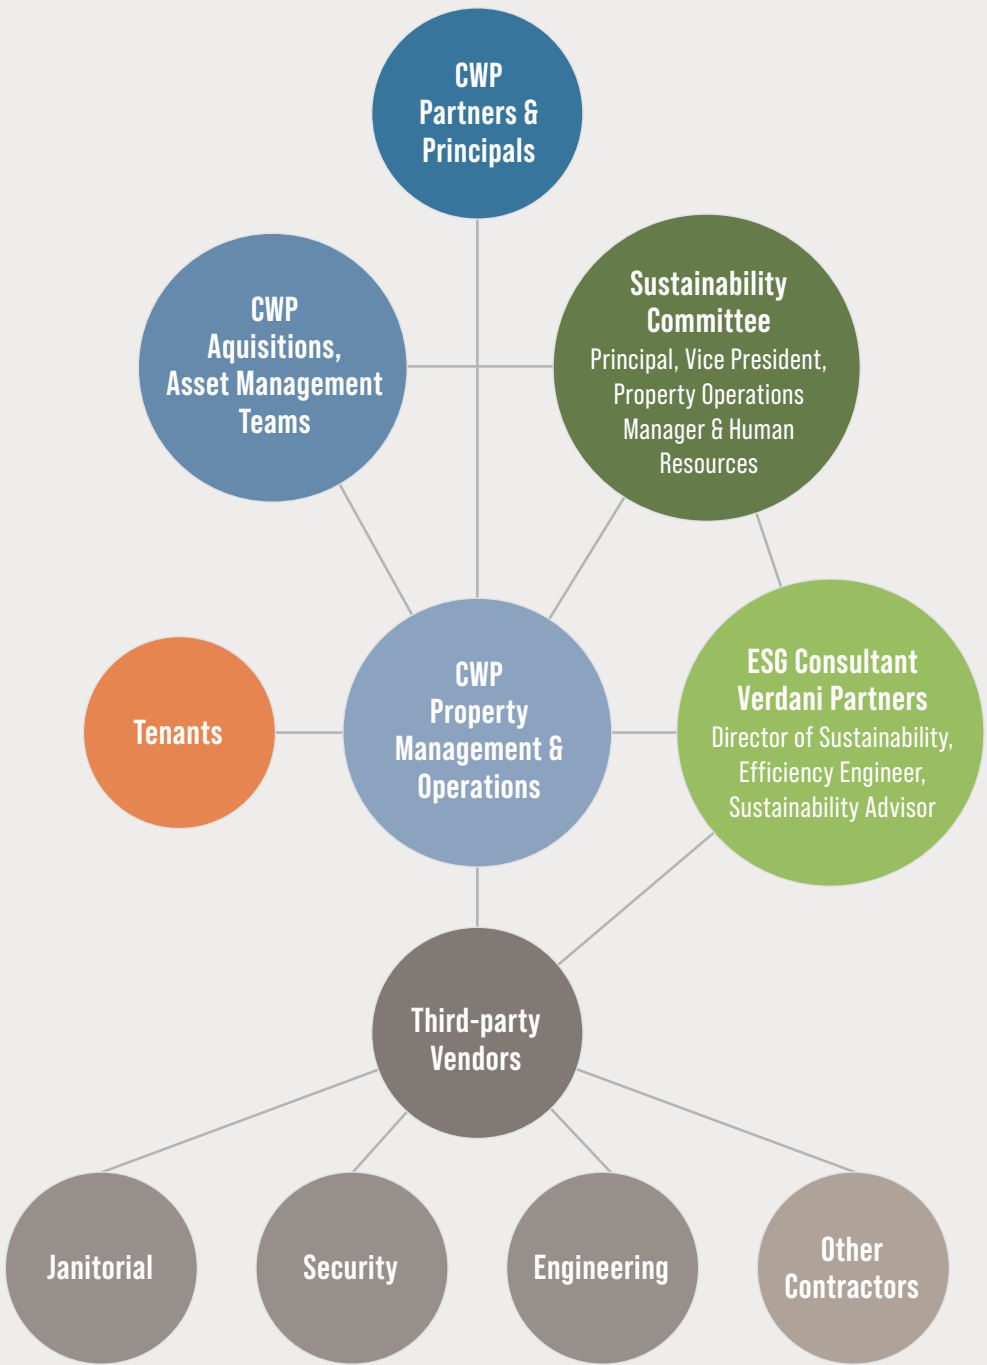 CWP
Partners &
Principals
CWP
Aquisitions,
Asset Management
Teams
Sustainability
Committee
Principal, Vice President,
Property Operations
Manager & Human
Resources
Tenants
CWP
Property
Management &
Operations
ESG Consultant
Verdani Partners
Director of Sustainability,
Efficiency Engineer,
Sustainability Advisor
Third-party
Vendors
Janitorial
Security
Engineering
Other
Contractors